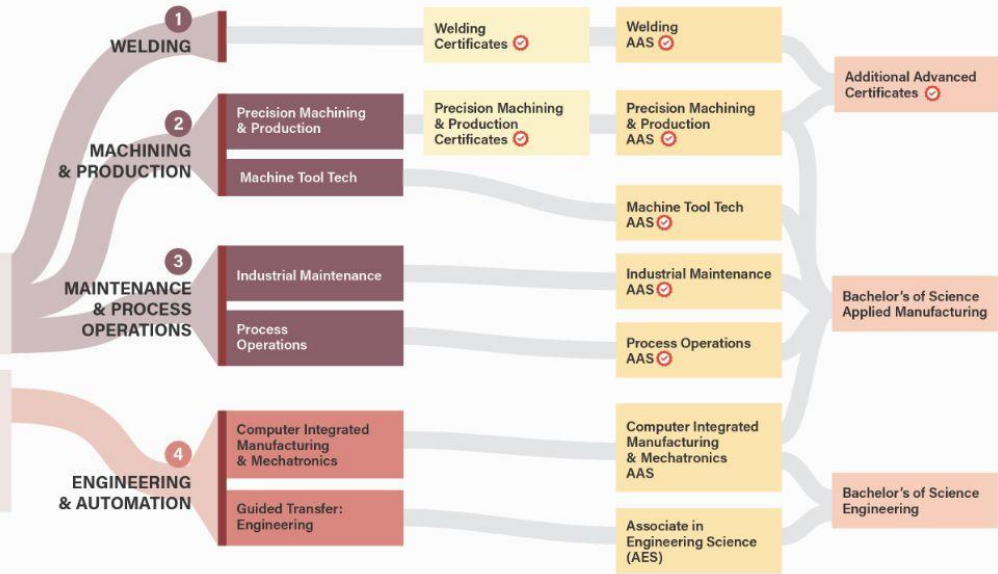 1
WELDING
Welding
Certificates
Welding
AAS
Additional Advanced
Certificates
2
MACHINING
& PRODUCTION
Precision Machining
& Production
Precision Machining
& Production
Certificates
Precision Machining
& Production
AAS
Machine Tool Tech
Machine Tool Tech
AAS
3
MAINTENANCE
& PROCESS
OPERATIONS
Industrial Maintenance
Industrial Maintenance
AAS
Bachelor's of Science
Applied Manufacturing
Process
Operations
Process Operations
AAS
4
ENGINEERING
& AUTOMATION
Computer Integrated
Manufacturing
& Mechatronics
Computer Integrated
Manufacturing
& Mechatronics
AAS
Bachelor's of Science
Engineering
Guided Transfer:
Engineering
Associate in
Engineering Science
(AES)